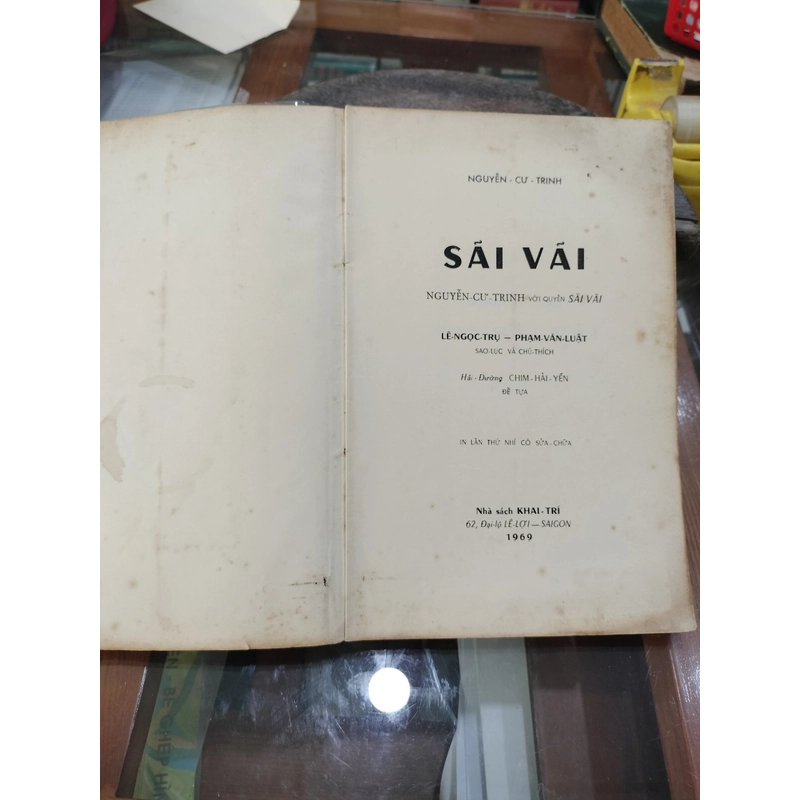 NGUYỄN - CƯ - TRINH
SÃI VÃI
NGUYỄN-CƯ-TRINH VỚI QUYỂN SÃI VÃI
LÊ-NGỌC-TRỤ — PHẠM-VĂN-LUẬT
SAO-LỤC VÀ CHÚ-THÍCH
Hải-Đường CHIM-HẢI-YẾN
ĐỀ TỰA
IN LẦN THỨ NHÌ CÓ SỬA-CHỮA
Nhà sách KHAI-TRÍ
62, Đại-lộ LÊ-LỢI — SAIGON
1969